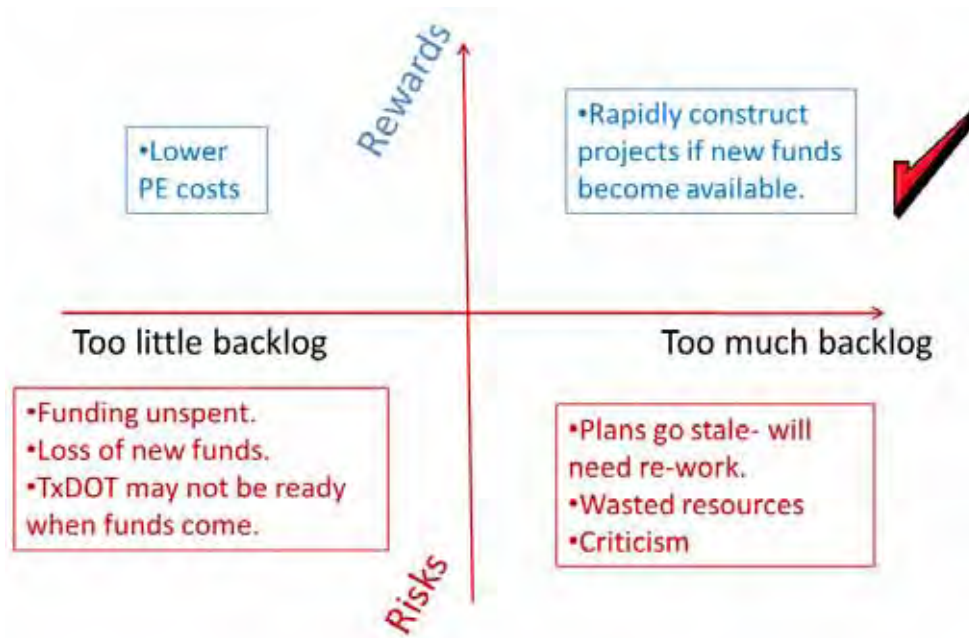 Rewards
•Lower
PE costs
•Rapidly construct
projects if new funds
become available.
Too little backlog
Too much backlog
•Funding unspent.
•Loss of new funds.
•TxDOT may not be ready
when funds come.
•Plans go stale- will
need re-work.
•Wasted resources
•Criticism
Risks